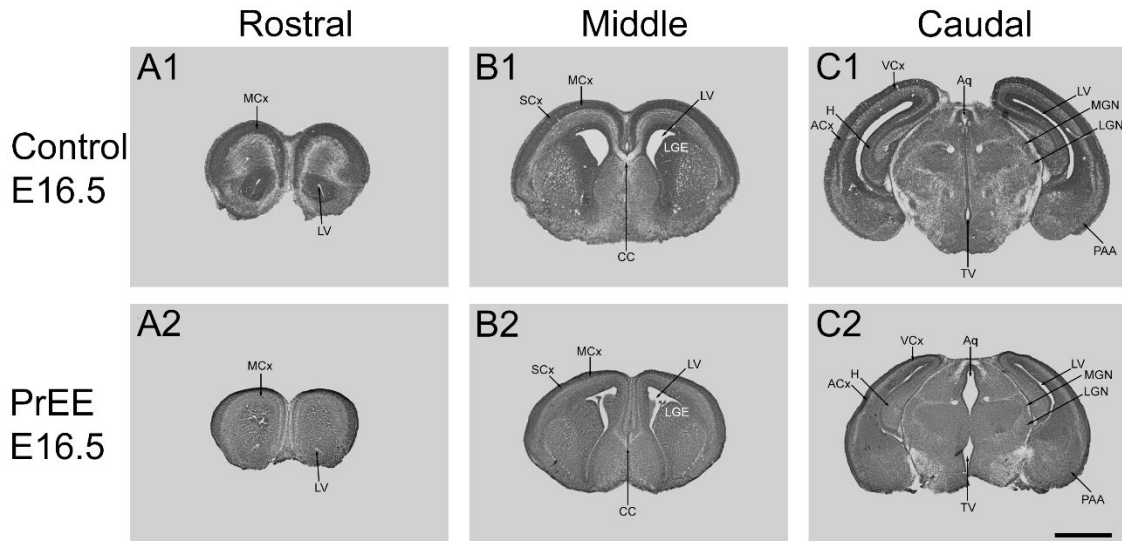 Rostral
Middle
Caudal
Control
E16.5
A1
MCx
LV
B1
MCx
SCx
LV
LGE
CC
C1
VCx
Aq
LV
MGN
LGN
H
ACx
PAA
TV
PrEE
E16.5
A2
MCx
LV
B2
MCx
SCx
LV
LGE
CC
C2
VCx
Aq
LV
MGN
LGN
H
ACx
PAA
TV